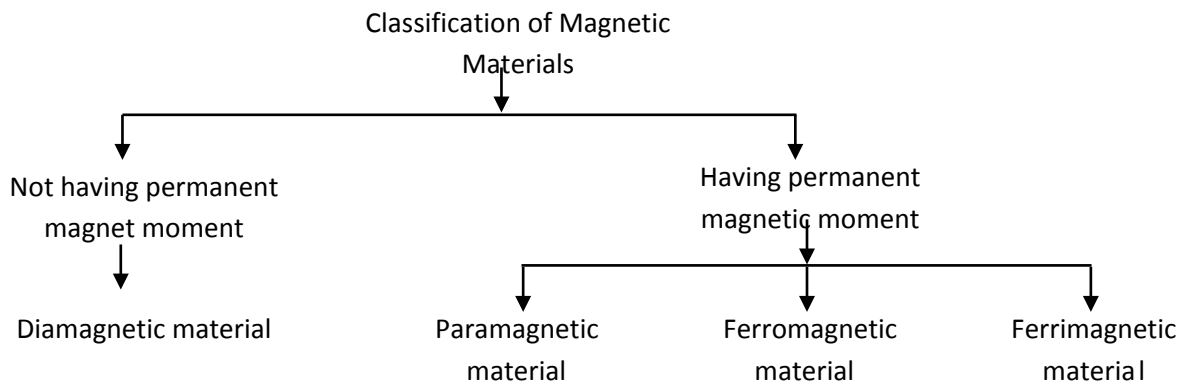 Classification of Magnetic
Materials
Not having permanent
magnet moment
Having permanent
magnetic moment
Diamagnetic material
Paramagnetic
material
Ferromagnetic
material
Ferrimagnetic
material